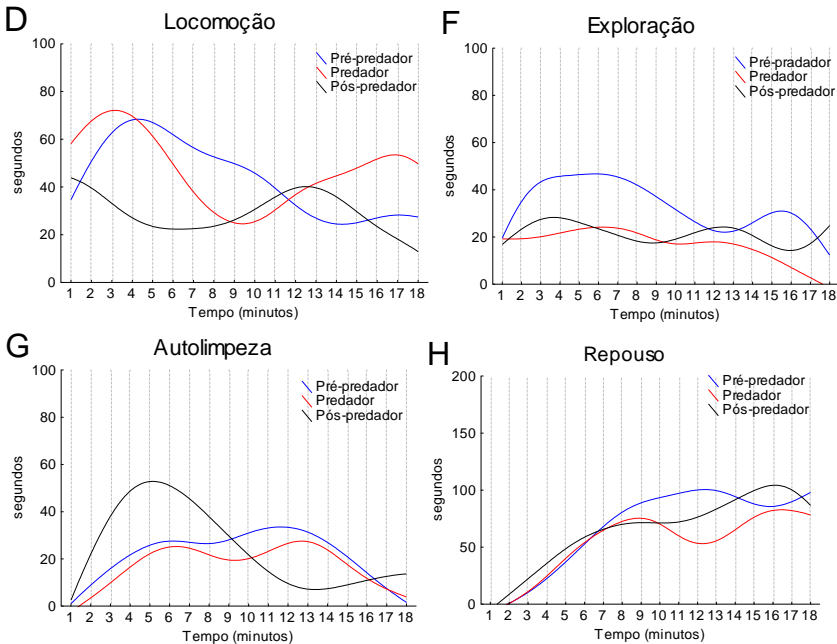 D
Locomoção
100
80
60
40
20
0
segundos
Pré-predador
Predador
Pós-predador
1 2 3 4 5 6 7 8 9 10 11 12 13 14 15 16 17 18
Tempo (minutos)
F
Exploração
100
80
60
40
20
0
segundos
Pré-pradador
Predador
Pós-predador
1 2 3 4 5 6 7 8 9 10 11 12 13 14 15 16 17 18
Tempo (minutos)
G
Autolimpeza
100
80
60
40
20
0
segundos
Pré-predador
Predador
Pós-predador
1 2 3 4 5 6 7 8 9 10 11 12 13 14 15 16 17 18
Tempo (minutos)
H
Repouso
200
150
100
50
0
segundos
Pré-predador
Predador
Pós-predador
1 2 3 4 5 6 7 8 9 10 11 12 13 14 15 16 17 18
Tempo (minutos)